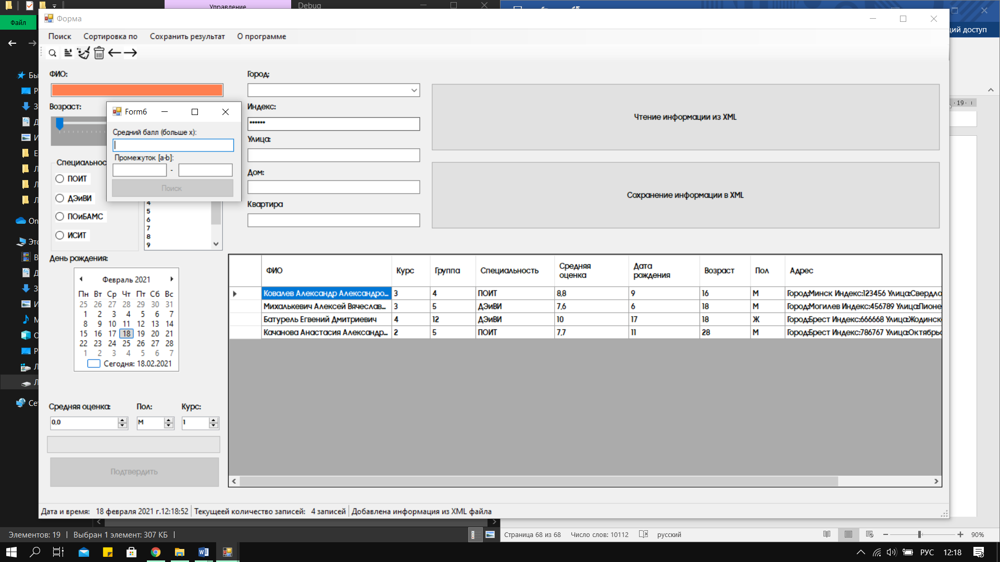 Управление
Debug
Файл
Форма
Поиск Сортировка по Сохранить результат О программе
ий доступ
ФИО:
Город:
Возраст:
Индекс:
••••••
Улица:
Дом:
Квартира
Form6
Средний балл (больше x):
Промежуток [a-b]:
-
Поиск
Чтение информации из XML
Сохранение информации в XML
19
Специальнос
ПОИТ
ДЭиВИ
ПОиБАМС
ИСИТ
4
5
6
7
8
9
День рождения:
Февраль 2021
Пн Вт Ср Чт Пт Сб Вс
25 26 27 28 29 30 31
1 2 3 4 5 6 7
8 9 10 11 12 13 14
15 16 17 18 19 20 21
22 23 24 25 26 27 28
1 2 3 4 5 6 7
Сегодня: 18.02.2021
Средняя оценка: Пол: Курс:
0,0 М 1
Подтвердить
ФИО Курс Группа Специальность Средняя оценка Дата рождения Возраст Пол Адрес
Ковалев Александр Александро... 3 4 ПОИТ 8,8 9 16 М Город:Минск Индекс:123456 Улица:Свердло
Михалькевич Алексей Вячеслав... 3 5 ДЭиВИ 7,6 6 18 М Город:Могилев Индекс:456789 Улица:Пионе
Батурель Егвений Дмитриевич 4 12 ДЭиВИ 10 17 18 Ж Город:Брест Индекс:666668 Улица:Жодинск
Качанова Анастасия Александр... 2 5 ПОИТ 7,7 11 28 М Город:Брест Индекс:786767 Улица:Октябрьс
Дата и время: 18 февраля 2021 г.12:18:52 Текущеей количество записей: 4 записей Добавлена информация из XML файла
Бы
On
Это
Се
Элементов: 19 Выбран 1 элемент: 307 КБ
Страница 68 из 68 Число слов: 10112 русский 90%
РУС 12:18